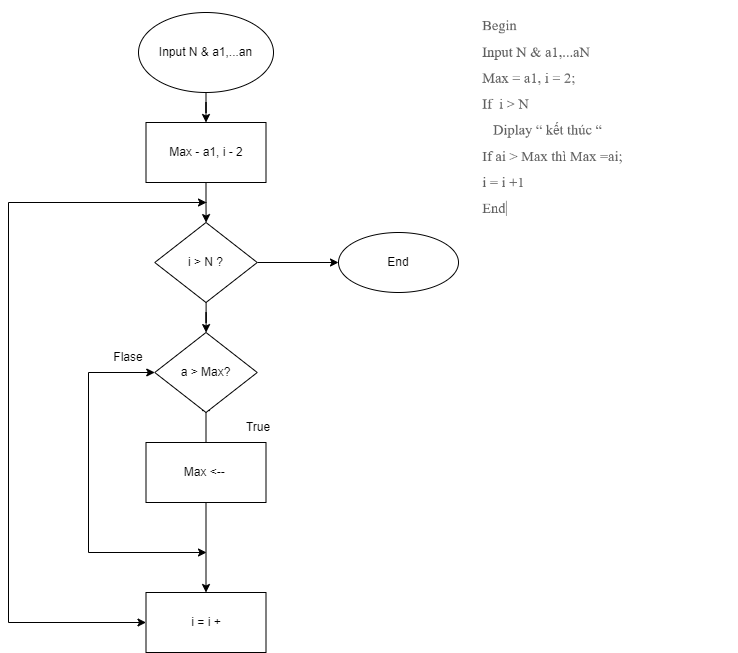 Input N & a1,...an
Max - a1, i - 2
i > N ?
End
Flase
a > Max?
True
Max <--
i = i +
Begin
Input N & a1,...aN
Max = a1, i = 2;
If i > N
Diplay “ kết thúc “
If ai > Max thì Max =ai;
i = i +1
End